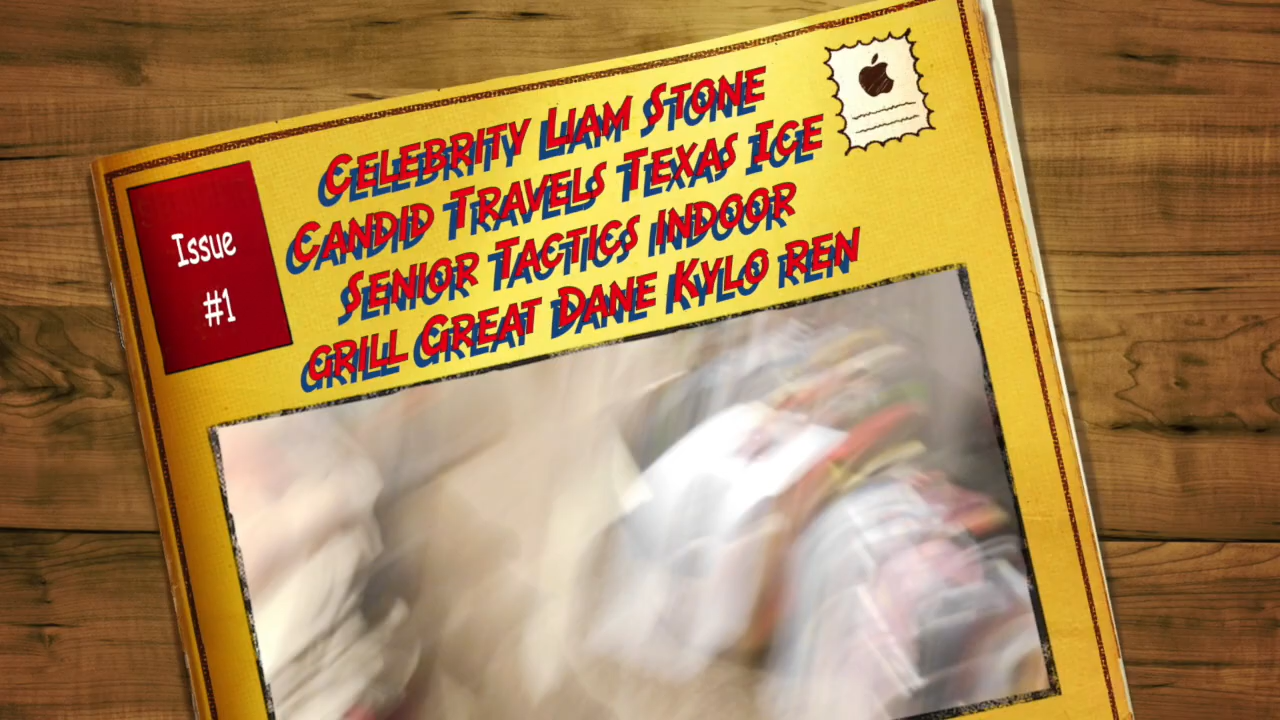 Issue
#1
Celebrity Liam Stone
Candid Travels Texas Ice
Senior Tactics indoor
grill Great Dane Kylo ren